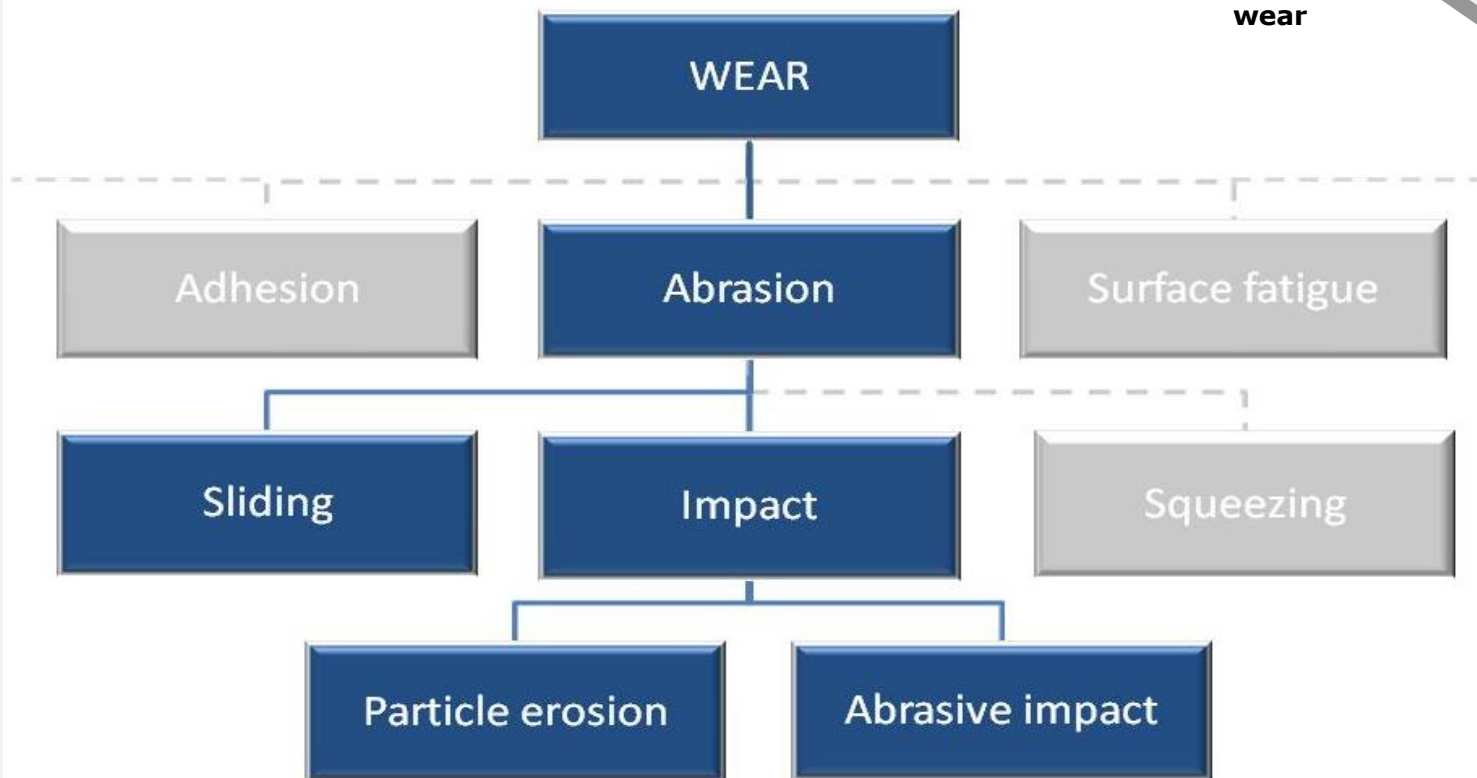 wear
WEAR
Adhesion
Abrasion
Surface fatigue
Sliding
Impact
Squeezing
Particle erosion
Abrasive impact